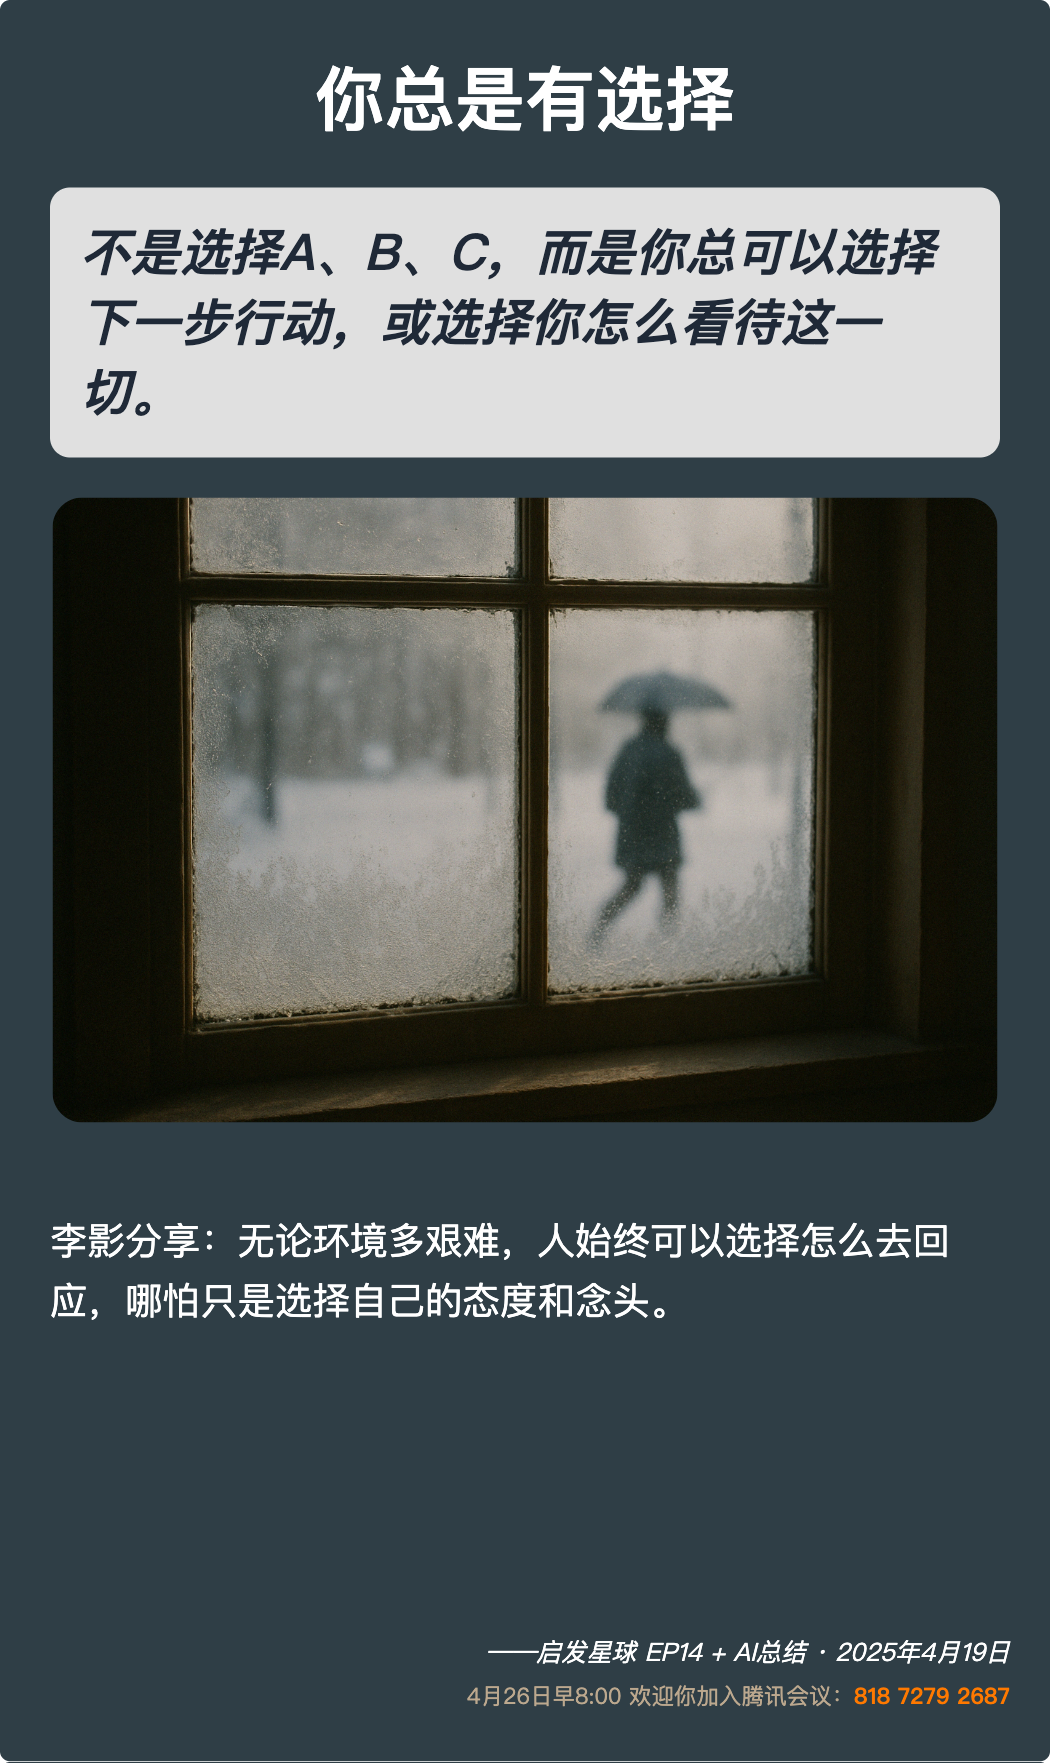 你总是有选择
不是选择A、B、C，而是你总可以选择
下一步行动，或选择你怎么看待这一
切。
李影分享：无论环境多艰难，人始终可以选择怎么去回
应，哪怕只是选择自己的态度和念头。
——启发星球 EP14 + AI总结 · 2025年4月19日
4月26日早8:00 欢迎你加入腾讯会议：818 7279 2687